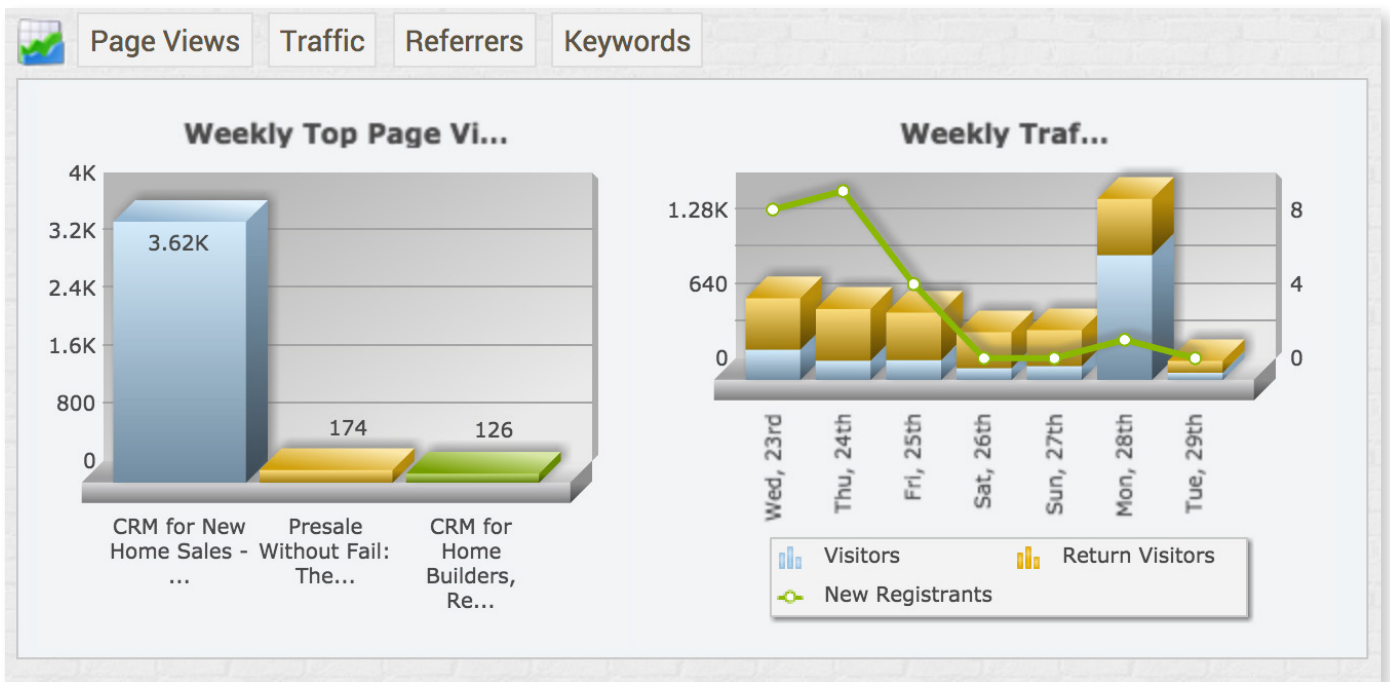 Page Views
Traffic
Referrers
Keywords
Weekly Top Page Vi...
4K
3.2K
2.4K
1.6K
800
0
3.62K
174
126
CRM for New
Home Sales -
...
Presale
Without Fail:
The...
CRM for
Home
Builders,
Re...
Weekly Traf...
1.28K
640
0
8
4
0
Wed, 23rd
Thu, 24th
Fri, 25th
Sat, 26th
Sun, 27th
Mon, 28th
Tue, 29th
Visitors
Return Visitors
New Registrants